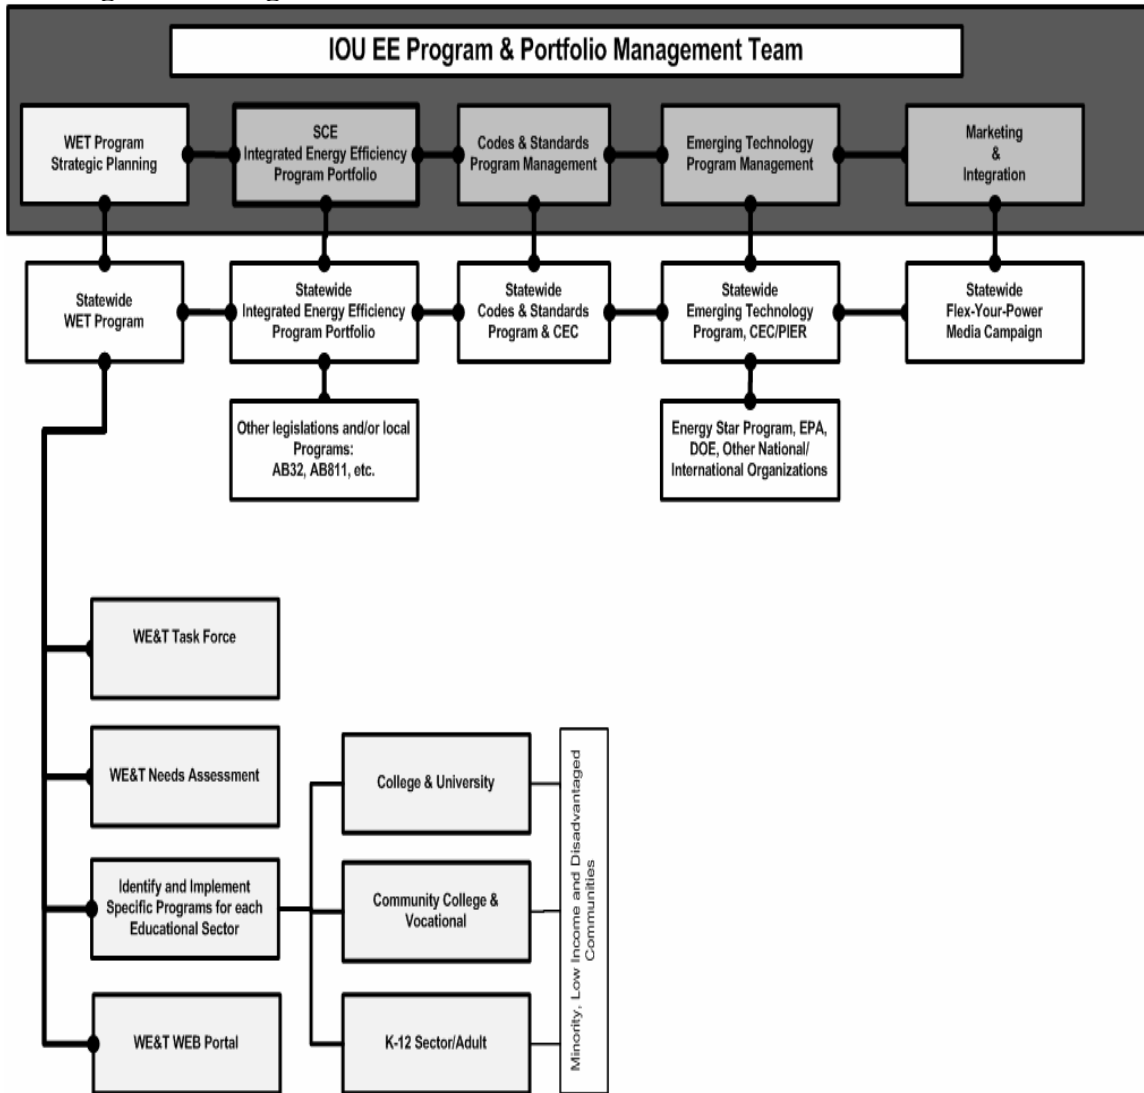 IOU EE Program & Portfolio Management Team
WET Program
Strategic Planning
SCE
Integrated Energy Efficiency
Program Portfolio
Codes & Standards
Program Management
Emerging Technology
Program Management
Marketing
&
Integration
Statewide
WET Program
Statewide
Integrated Energy Efficiency
Program Portfolio
Statewide
Codes & Standards
Program & CEC
Statewide
Emerging Technology
Program, CEC/PIER
Statewide
Flex-Your-Power
Media Campaign
Other legislations and/or local
Programs:
AB32, AB811, etc.
Energy Star Program, EPA,
DOE, Other National/
International Organizations
WE&T Task Force
WE&T Needs Assessment
Identify and Implement
Specific Programs for each
Educational Sector
WE&T WEB Portal
College & University
Community College &
Vocational
K-12 Sector/Adult
Minority, Low Income and Disadvantaged
Communities